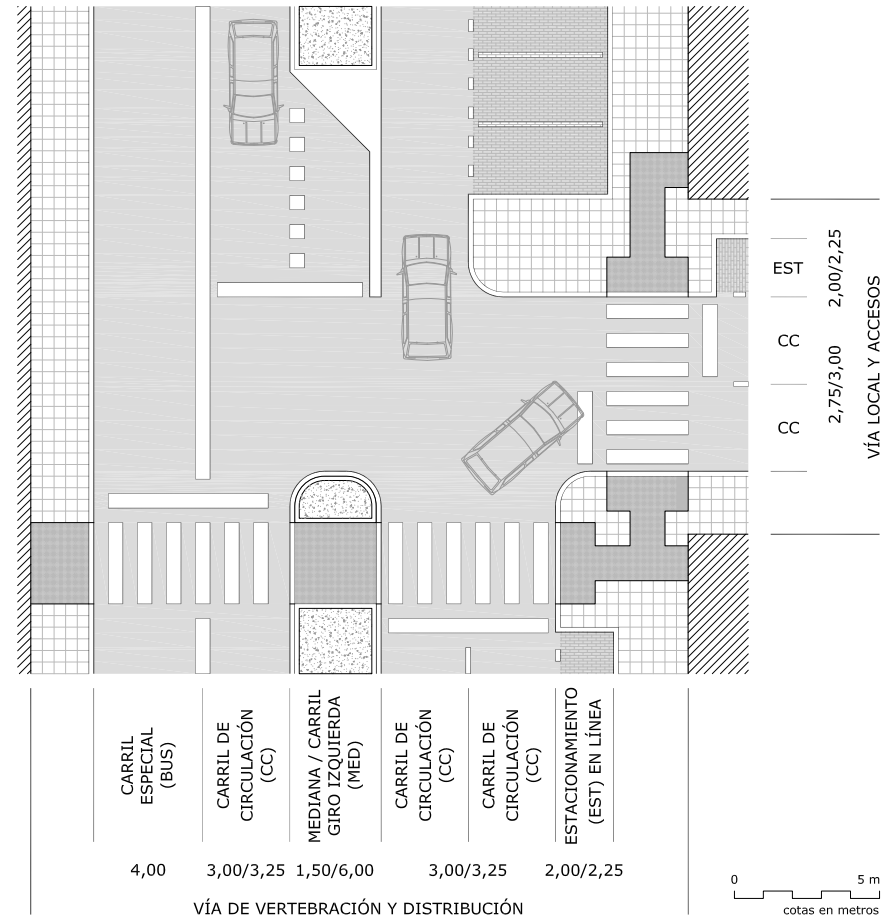 EST
2,00/2,25
CC
2,75/3,00
CC
VÍA LOCAL Y ACCESOS
CARRIL
ESPECIAL
(BUS)
CARRIL DE
CIRCULACIÓN
(CC)
MEDIANA / CARRIL
GIRO IZQUIERDA
(MED)
CARRIL DE
CIRCULACIÓN
(CC)
CARRIL DE
CIRCULACIÓN
(CC)
ESTACIONAMIENTO
(EST) EN LÍNEA
4,00
3,00/3,25
1,50/6,00
3,00/3,25
2,00/2,25
VÍA DE VERTEBRACIÓN Y DISTRIBUCIÓN
0
5 m
cotas en metros